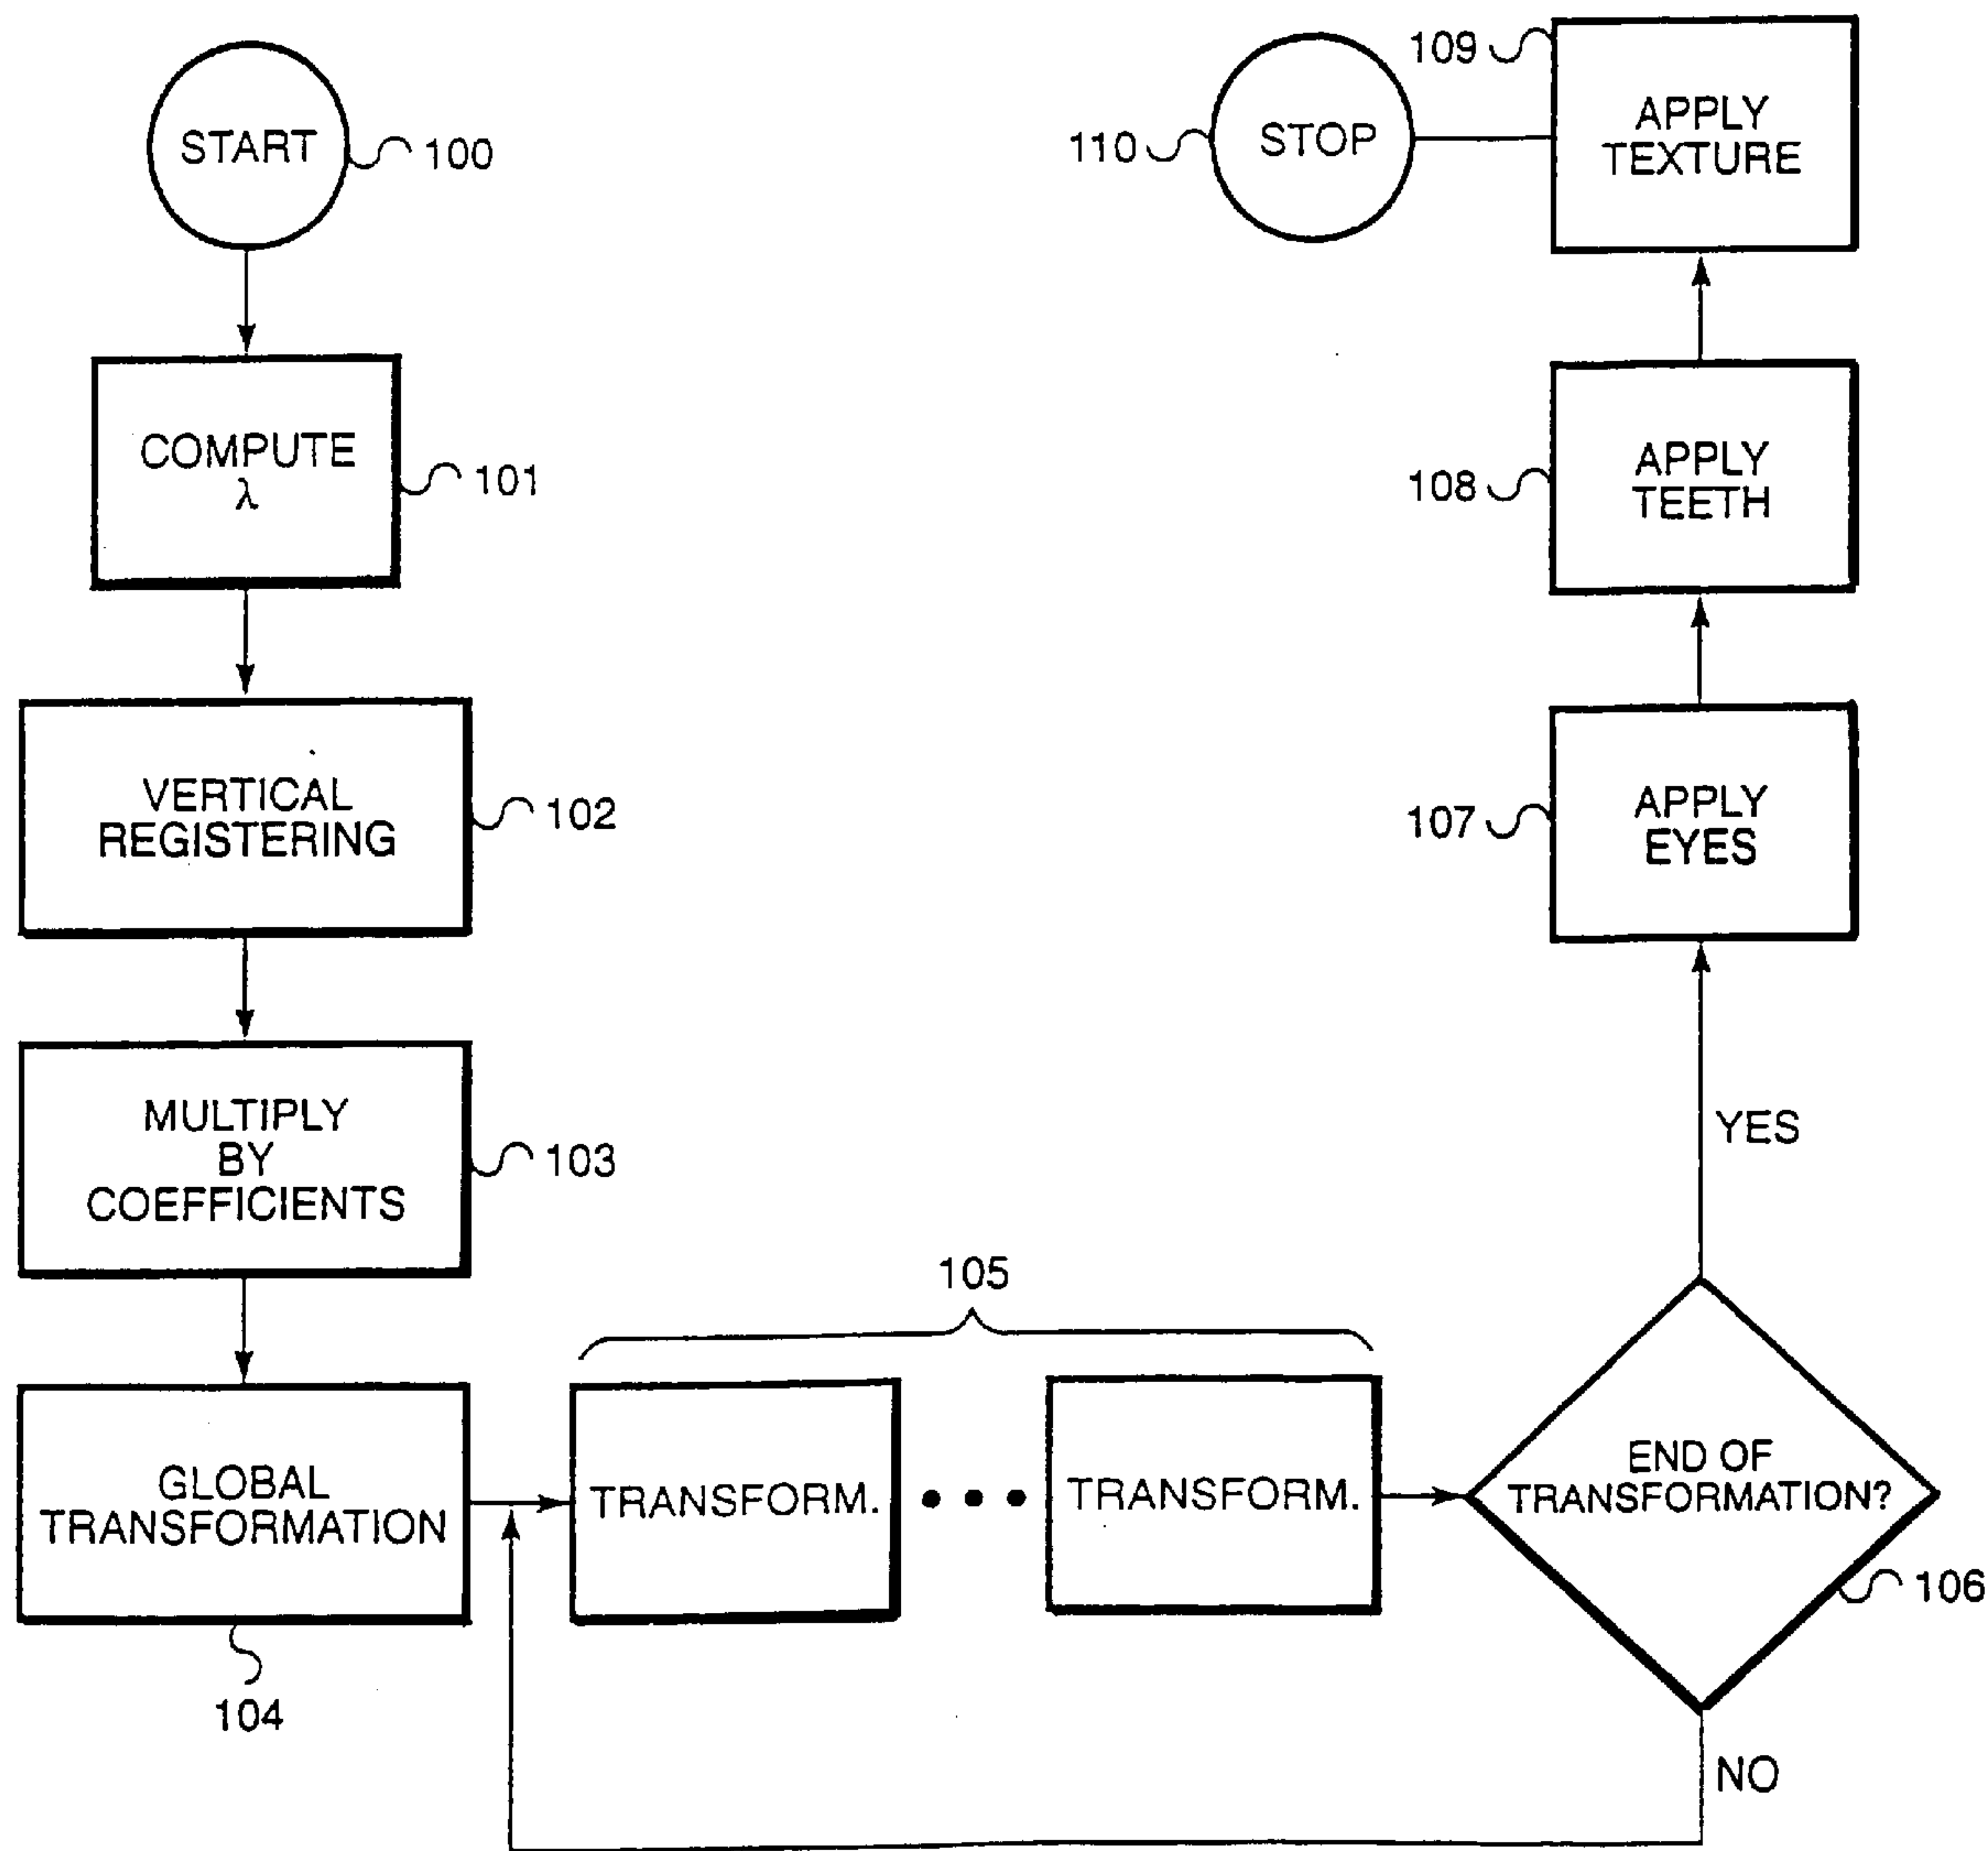 START
100
COMPUTE
λ
101
VERTICAL
REGISTERING
102
MULTIPLY
BY
COEFFICIENTS
103
GLOBAL
TRANSFORMATION
104
105
TRANSFORM.
• • •
TRANSFORM.
END OF
TRANSFORMATION?
106
NO
YES
APPLY
EYES
107
APPLY
TEETH
108
APPLY
TEXTURE
109
STOP
110